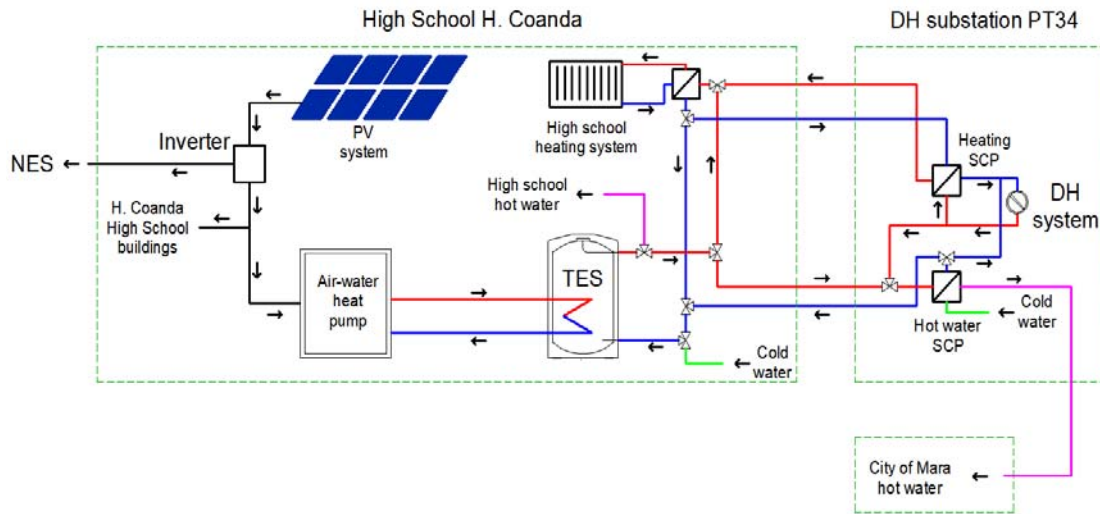 High School H. Coanda
DH substation PT34
PV
system
Inverter
NES
H. Coanda
High School
buildings
High school
heating system
High school
hot water
Heating
SCP
DH
system
Air-water
heat
pump
TES
Cold
water
Hot water
SCP
Cold
water
City of Mara
hot water